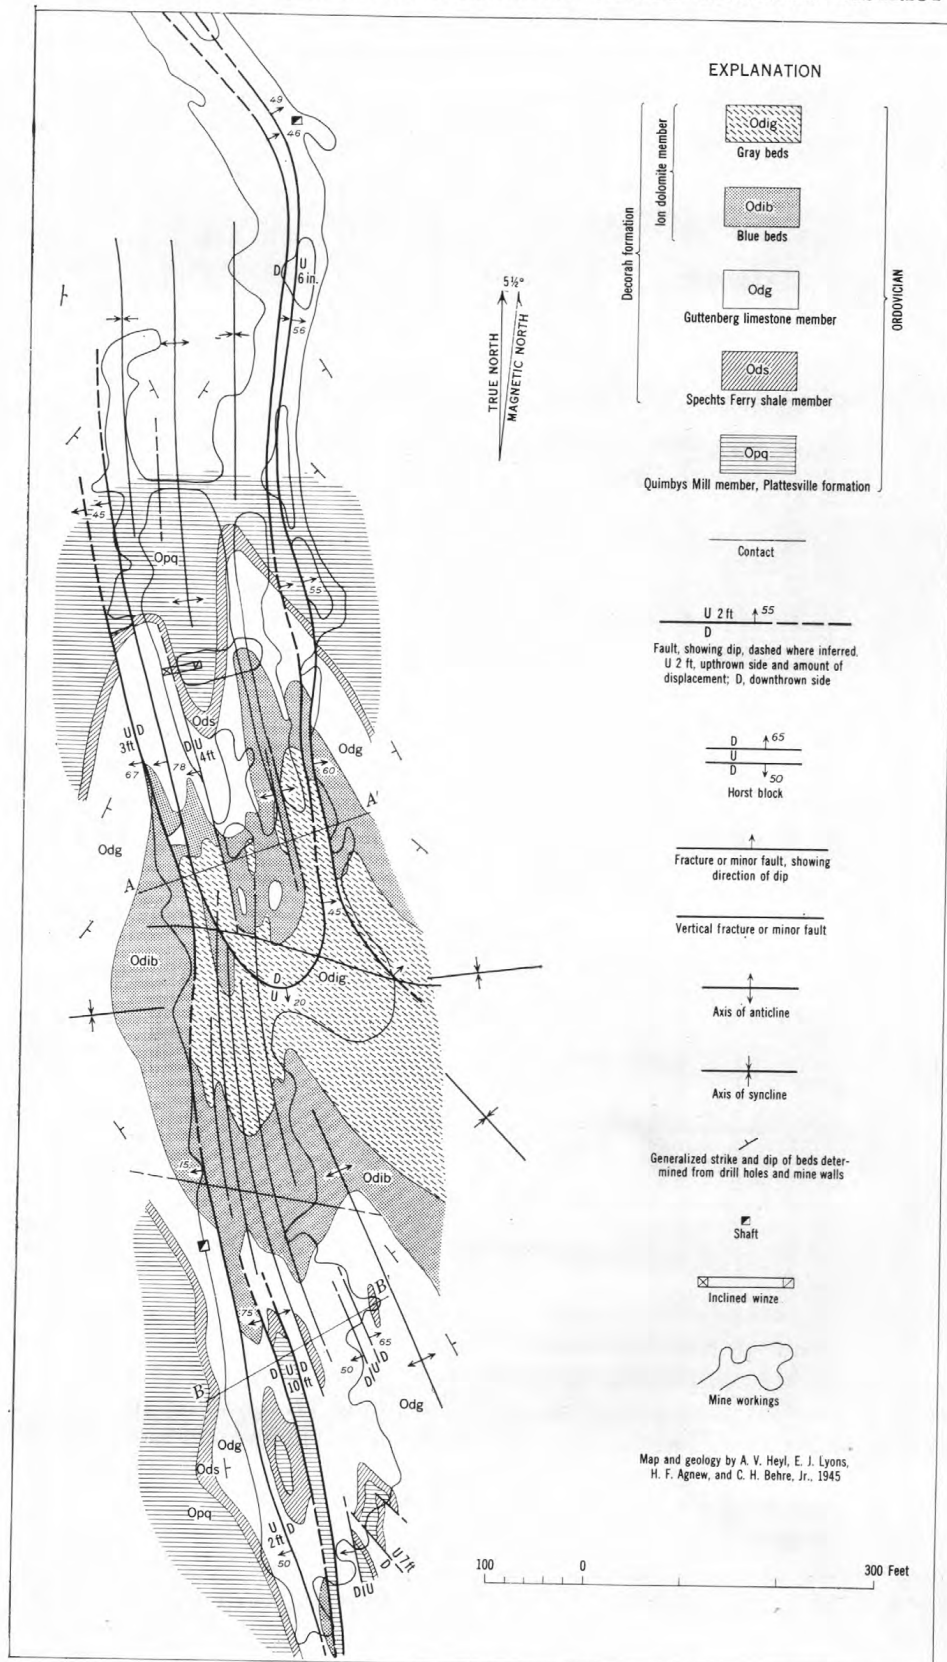 EXPLANATION
Odig
Gray beds
Odib
Blue beds
Ion dolomite member
Odg
Guttenberg limestone member
Ods
Spechts Ferry shale member
Decorah formation
Opq
Quimbys Mill member, Plattesville formation
ORDOVICIAN
Contact
U 2 ft 55
D
Fault, showing dip, dashed where inferred.
U 2 ft, upthrown side and amount of
displacement; D, downthrown side
D 65
U
D 50
Horst block
Fracture or minor fault, showing
direction of dip
Vertical fracture or minor fault
Axis of anticline
Axis of syncline
Generalized strike and dip of beds deter-
mined from drill holes and mine walls
Shaft
Inclined winze
Mine workings
Map and geology by A. V. Heyl, E. J. Lyons,
H. F. Agnew, and C. H. Behre, Jr., 1945
100 0 300 Feet
5½°
TRUE NORTH
MAGNETIC NORTH
49
46
D U
6 in.
56
45
Opq
55
Ods
U D
3ft
D U
4ft
67
78
Odg
60
A'
Odg
A
45
Odib
Odig
D
U 20
15
Odib
75
B'
65
50
D U D
D U D
10 ft
B
Odg
Odg
Ods
Opq
U D
2ft
50
U 7ft
D
D U